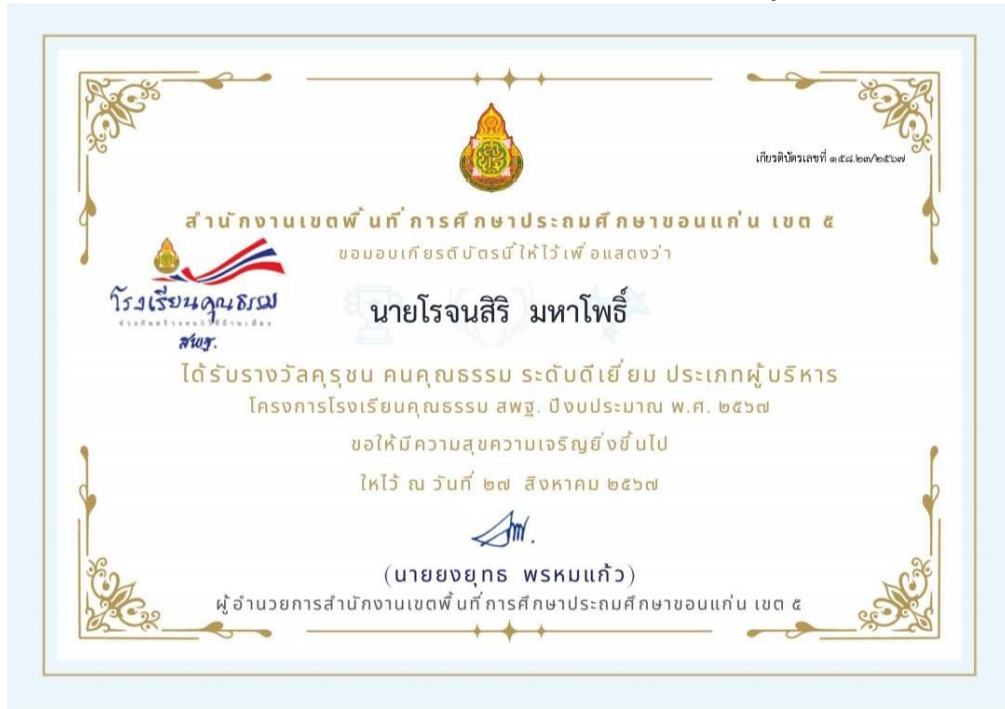 เกียรติบัตรเลขที่ ๑๕๘.๒๓/๒๕๖๗
สำนักงานเขตพื้นที่การศึกษาประถมศึกษาขอนแก่น เขต ๕
ขอมอบเกียรติบัตรนี้ให้ไว้เพื่อแสดงว่า
โรงเรียนคุณธรรม
สพฐ.
นายโรจนสิริ มหาโพธิ์
ได้รับรางวัลคุรุชน คนคุณธรรม ระดับดีเยี่ยม ประเภทผู้บริหาร
โครงการโรงเรียนคุณธรรม สพฐ. ปีงบประมาณ พ.ศ. ๒๕๖๗
ขอให้มีความสุขความเจริญยิ่งขึ้นไป
ให้ไว้ ณ วันที่ ๒๗ สิงหาคม ๒๕๖๗
(นายยงยุทธ พรหมแก้ว)
ผู้อำนวยการสำนักงานเขตพื้นที่การศึกษาประถมศึกษาขอนแก่น เขต ๕